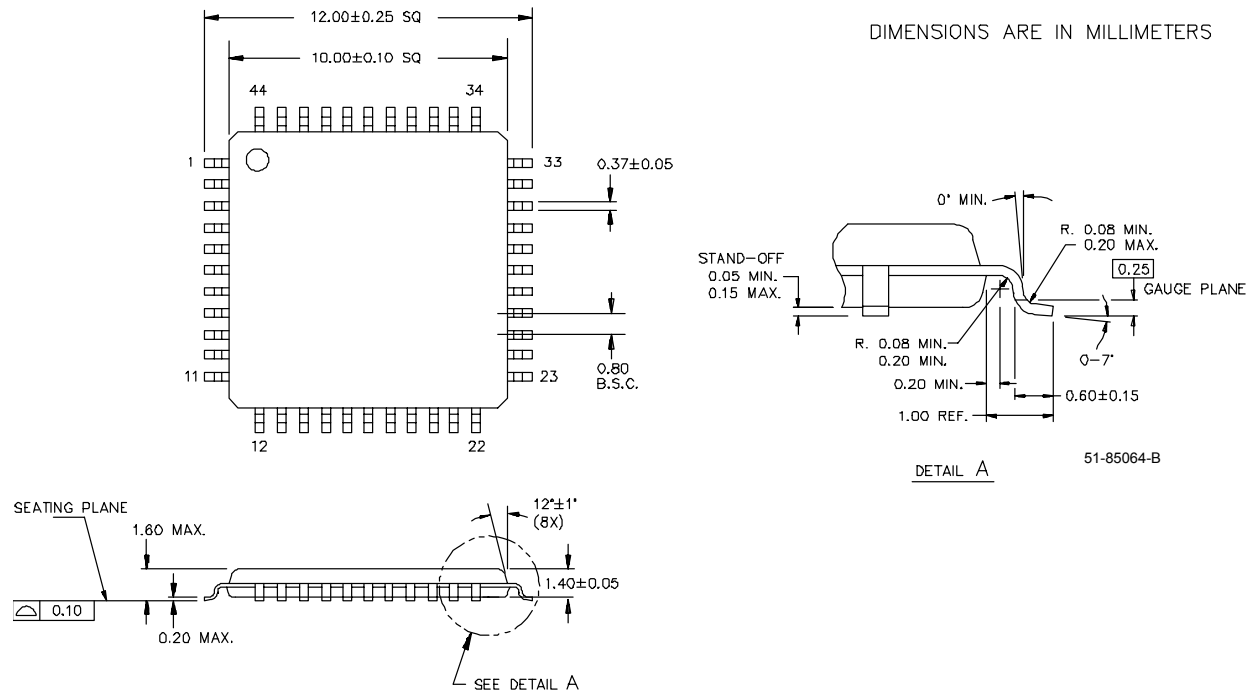 12.00±0.25 SQ
10.00±0.10 SQ
DIMENSIONS ARE IN MILLIMETERS
44
34
1
33
0.37±0.05
0.80
B.S.C.
11
23
12
22
0° MIN.
R. 0.08 MIN.
0.20 MAX.
STAND-OFF
0.05 MIN.
0.15 MAX.
0.25
GAUGE PLANE
R. 0.08 MIN.
0.20 MIN.
0-7°
0.20 MIN.
0.60±0.15
1.00 REF.
DETAIL A
51-85064-B
SEATING PLANE
1.60 MAX.
12°±1°
(8X)
1.40±0.05
0.10
0.20 MAX.
SEE DETAIL A